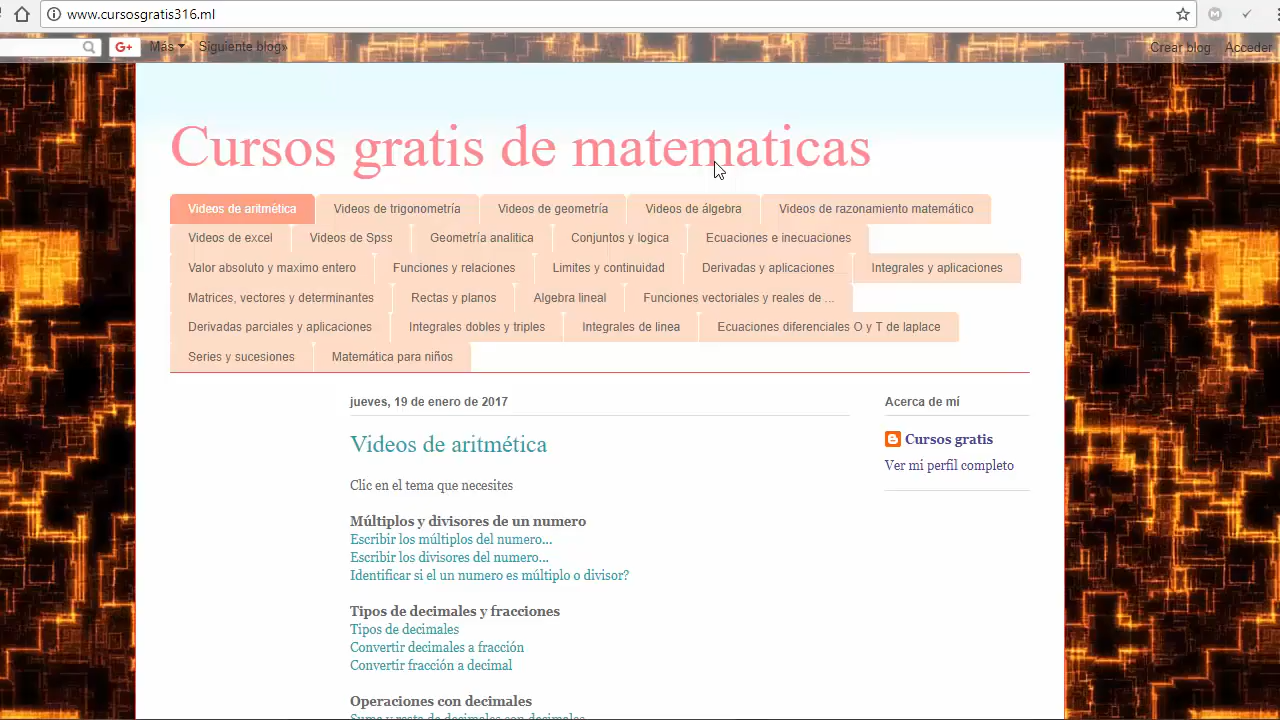 www.cursosgratis316.ml
G+ Más Siguiente blog» Crear blog Acceder
Cursos gratis de matematicas
Videos de aritmética Videos de trigonometría Videos de geometría Videos de álgebra Videos de razonamiento matemático
Videos de excel Videos de Spss Geometría analitica Conjuntos y logica Ecuaciones e inecuaciones
Valor absoluto y maximo entero Funciones y relaciones Limites y continuidad Derivadas y aplicaciones Integrales y aplicaciones
Matrices, vectores y determinantes Rectas y planos Algebra lineal Funciones vectoriales y reales de ...
Derivadas parciales y aplicaciones Integrales dobles y triples Integrales de linea Ecuaciones diferenciales O y T de laplace
Series y sucesiones Matemática para niños
jueves, 19 de enero de 2017
Videos de aritmética
Clic en el tema que necesites
Múltiplos y divisores de un numero
Escribir los múltiplos del numero...
Escribir los divisores del numero...
Identificar si el un numero es múltiplo o divisor?
Tipos de decimales y fracciones
Tipos de decimales
Convertir decimales a fracción
Convertir fracción a decimal
Operaciones con decimales
Suma y resta de decimales con decimales
Acerca de mí
Cursos gratis
Ver mi perfil completo